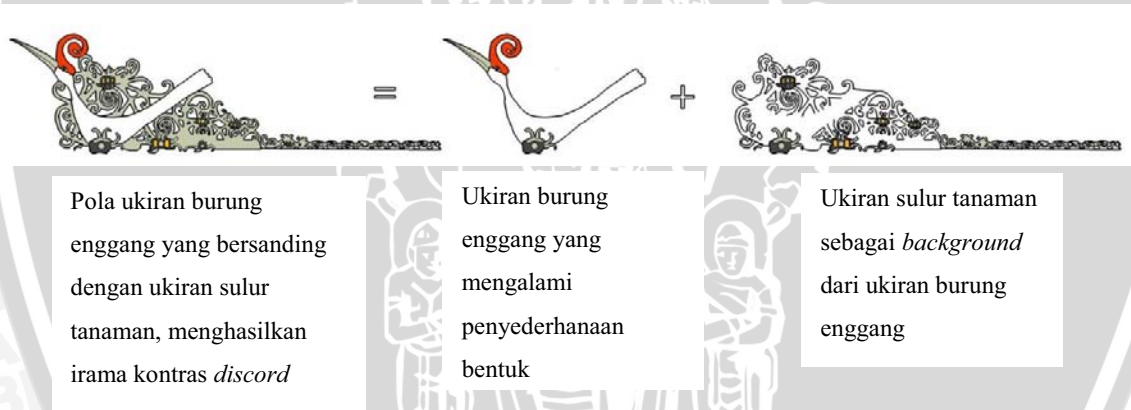 =
+
Pola ukiran burung
enggang yang bersanding
dengan ukiran sulur
tanaman, menghasilkan
irama kontras discord
Ukiran burung
enggang yang
mengalami
penyederhanaan
bentuk
Ukiran sulur tanaman
sebagai background
dari ukiran burung
enggang